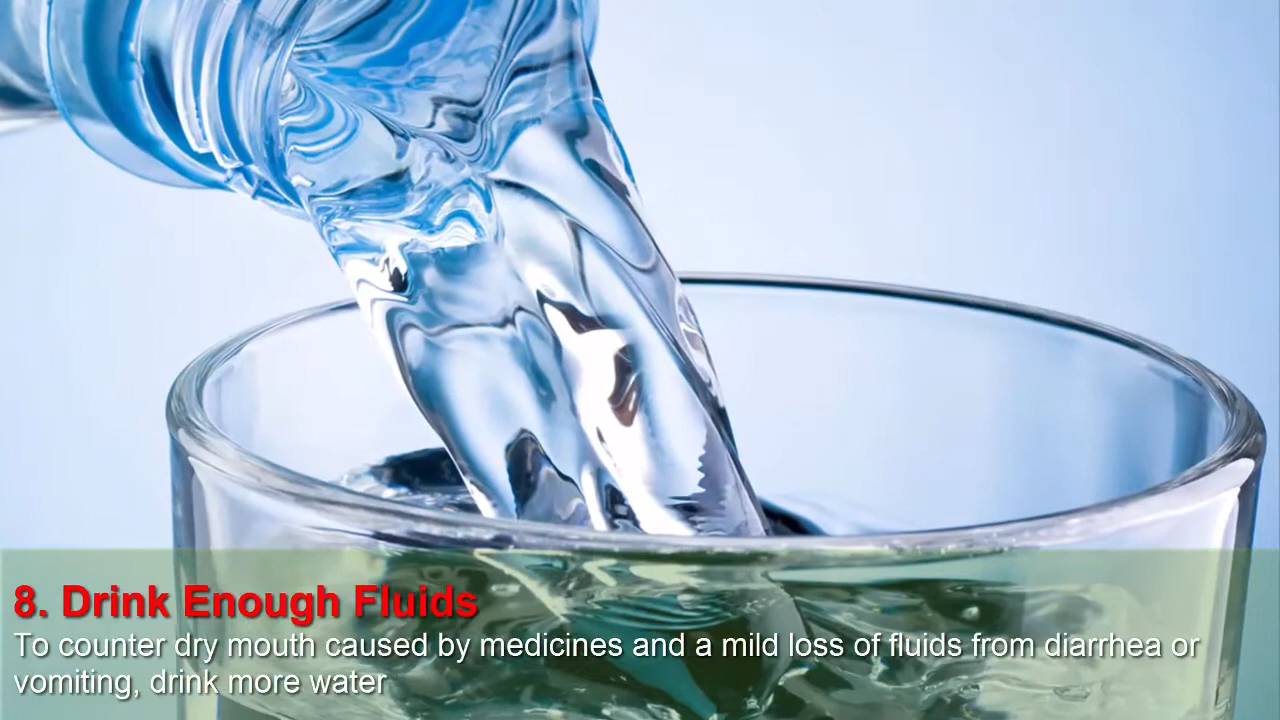 8. Drink Enough Fluids
To counter dry mouth caused by medicines and a mild loss of fluids from diarrhea or
vomiting, drink more water